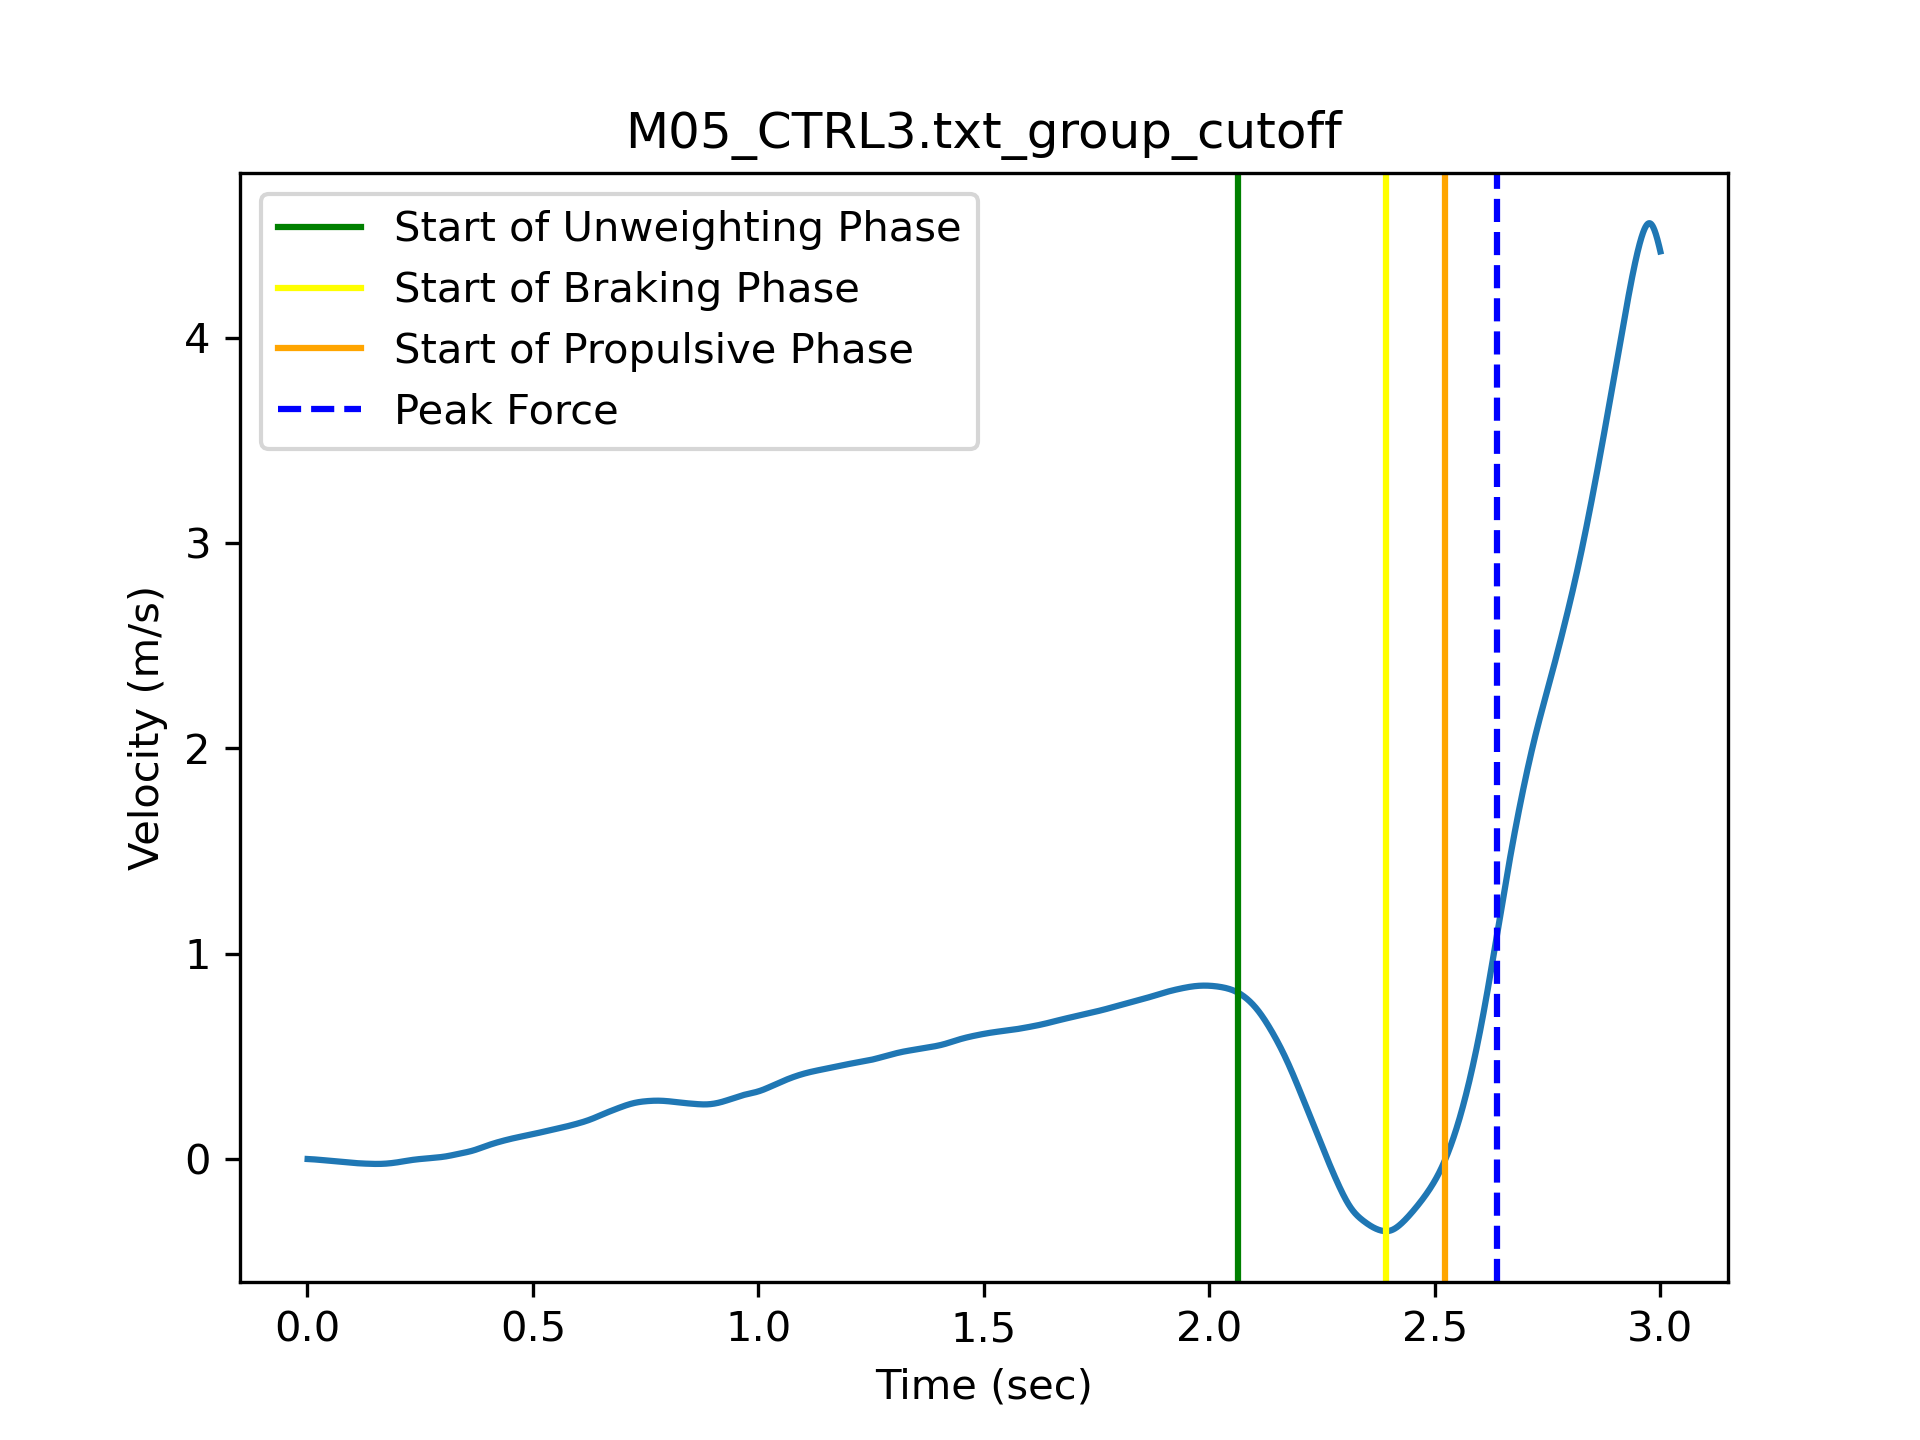 M05_CTRL3.txt_group_cutoff
Start of Unweighting Phase
Start of Braking Phase
Start of Propulsive Phase
Peak Force
Velocity (m/s)
4
3
2
1
0
0.0 0.5 1.0 1.5 2.0 2.5 3.0
Time (sec)